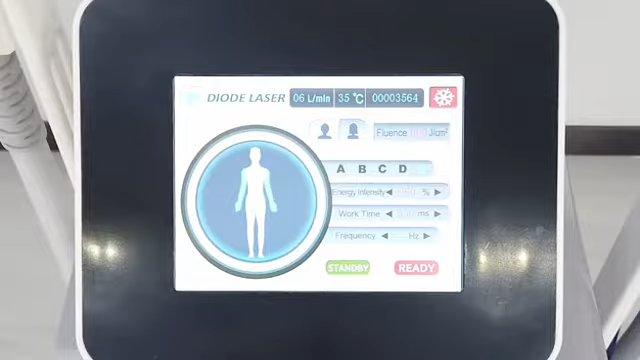 DIODE LASER 06 L/min 35 ℃ 00003564
Fluence J/cm²
A B C D
Energy Intensity ◀ % ▶
Work Time ◀ ms ▶
Frequency ◀ Hz ▶
STANDBY READY